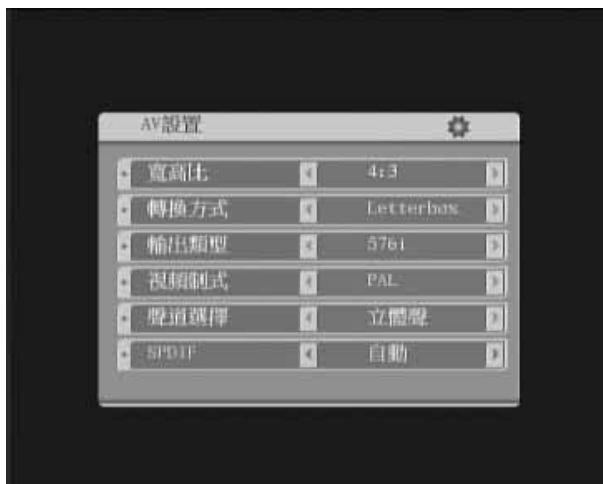 AV設置
寬高比 4:3
轉換方式 Letterbox
輸出類型 576i
視頻制式 PAL
聲道選擇 立體聲
SPDIF 自動